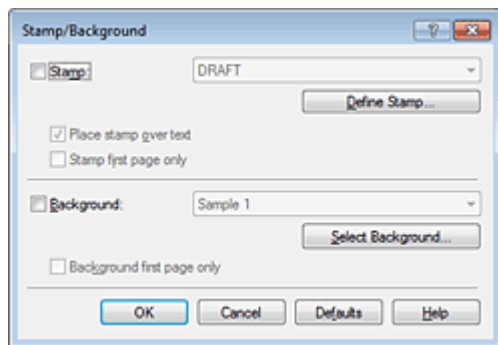 Stamp/Background
Stamp: DRAFT
Define Stamp...
Place stamp over text
Stamp first page only
Background: Sample 1
Select Background...
Background first page only
OK Cancel Defaults Help